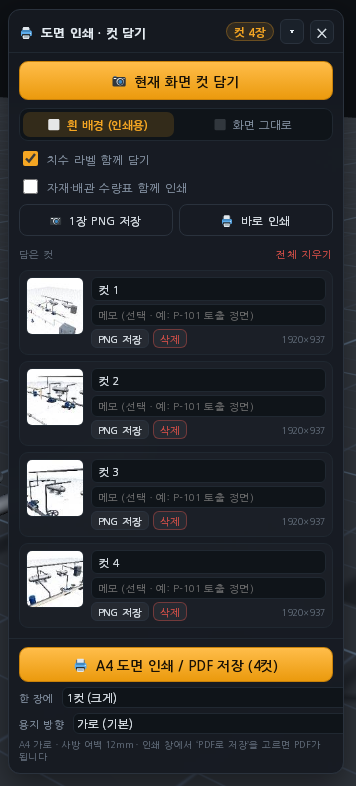 도면 인쇄 · 컷 담기
컷 4장
현재 화면 컷 담기
흰 배경 (인쇄용)
화면 그대로
치수 라벨 함께 담기
자재·배관 수량표 함께 인쇄
1장 PNG 저장
바로 인쇄
담은 컷
전체 지우기
컷 1
메모 (선택 · 예: P-101 토출 정면)
PNG 저장
삭제
1920×937
컷 2
메모 (선택 · 예: P-101 토출 정면)
PNG 저장
삭제
1920×937
컷 3
메모 (선택 · 예: P-101 토출 정면)
PNG 저장
삭제
1920×937
컷 4
메모 (선택 · 예: P-101 토출 정면)
PNG 저장
삭제
1920×937
A4 도면 인쇄 / PDF 저장 (4컷)
한 장에
1컷 (크게)
용지 방향
가로 (기본)
A4 가로 · 사방 여백 12mm · 인쇄 창에서 'PDF로 저장'을 고르면 PDF가
됩니다